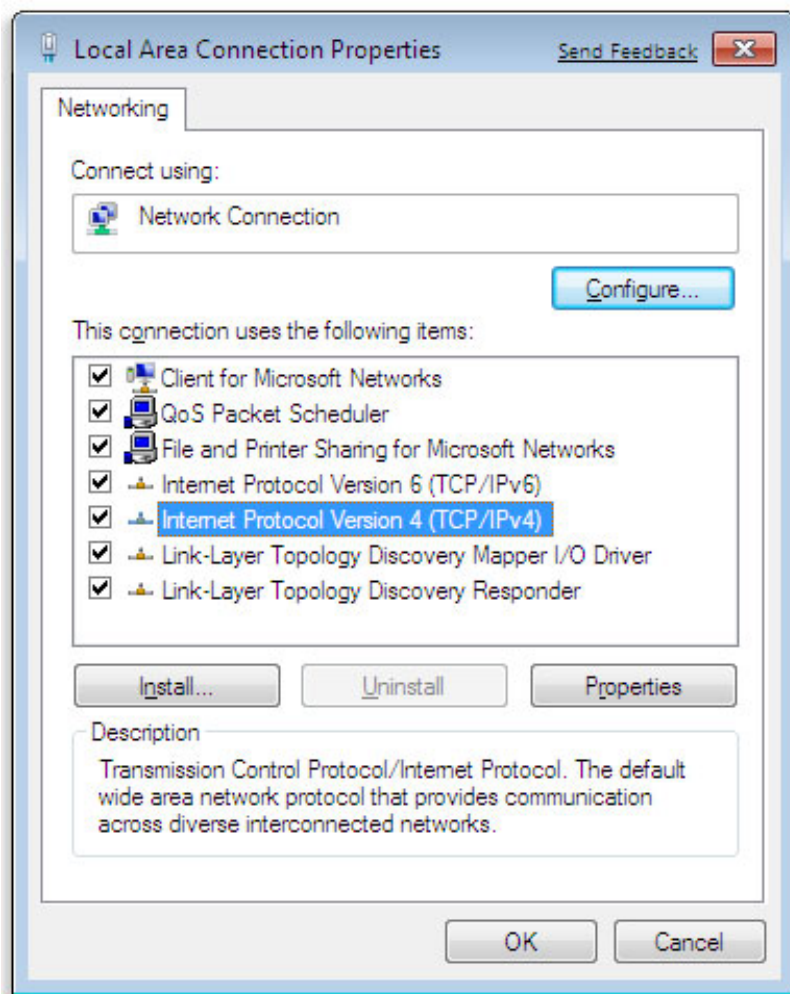 Local Area Connection Properties
Send Feedback
Networking
Connect using:
Network Connection
Configure...
This connection uses the following items:
Client for Microsoft Networks
QoS Packet Scheduler
File and Printer Sharing for Microsoft Networks
Internet Protocol Version 6 (TCP/IPv6)
Internet Protocol Version 4 (TCP/IPv4)
Link-Layer Topology Discovery Mapper I/O Driver
Link-Layer Topology Discovery Responder
Install...
Uninstall
Properties
Description
Transmission Control Protocol/Internet Protocol. The default
wide area network protocol that provides communication
across diverse interconnected networks.
OK
Cancel